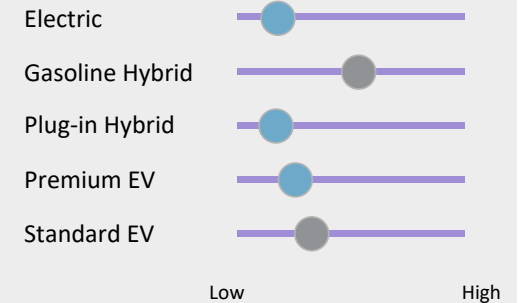 Electric
Gasoline Hybrid
Plug-in Hybrid
Premium EV
Standard EV
Low High